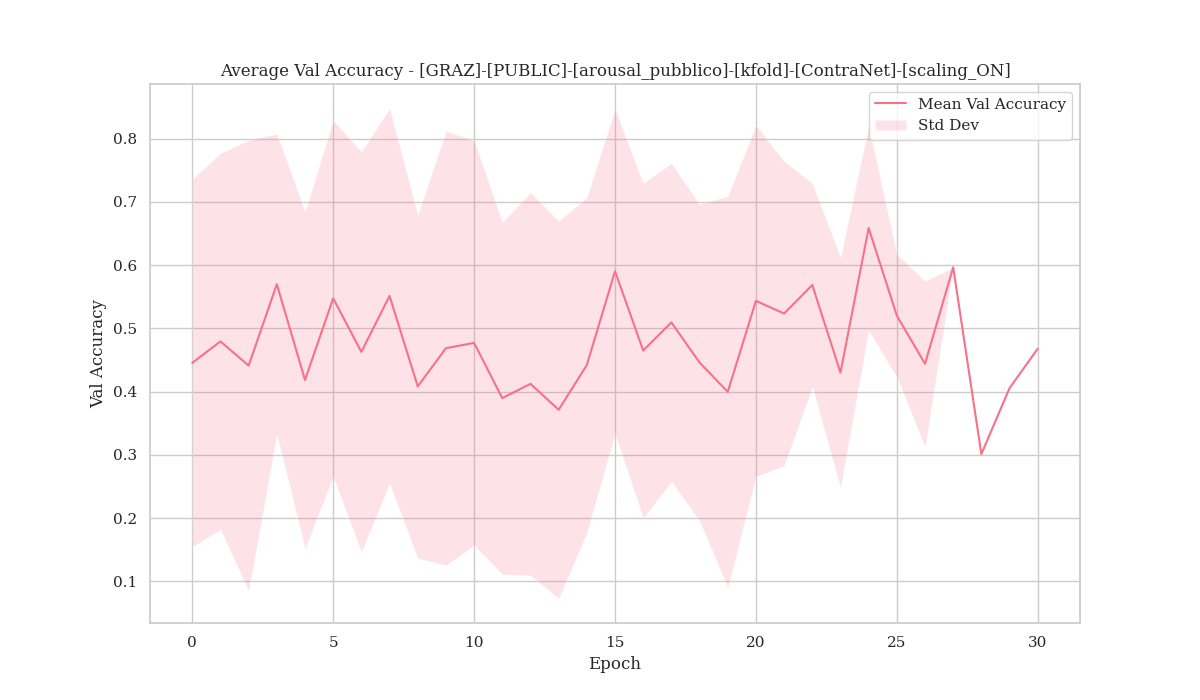 Average Val Accuracy - [GRAZ]-[PUBLIC]-[arousal_pubblico]-[kfold]-[ContraNet]-[scaling_ON]
Mean Val Accuracy
Std Dev
Val Accuracy
0.8
0.7
0.6
0.5
0.4
0.3
0.2
0.1
0 5 10 15 20 25 30
Epoch